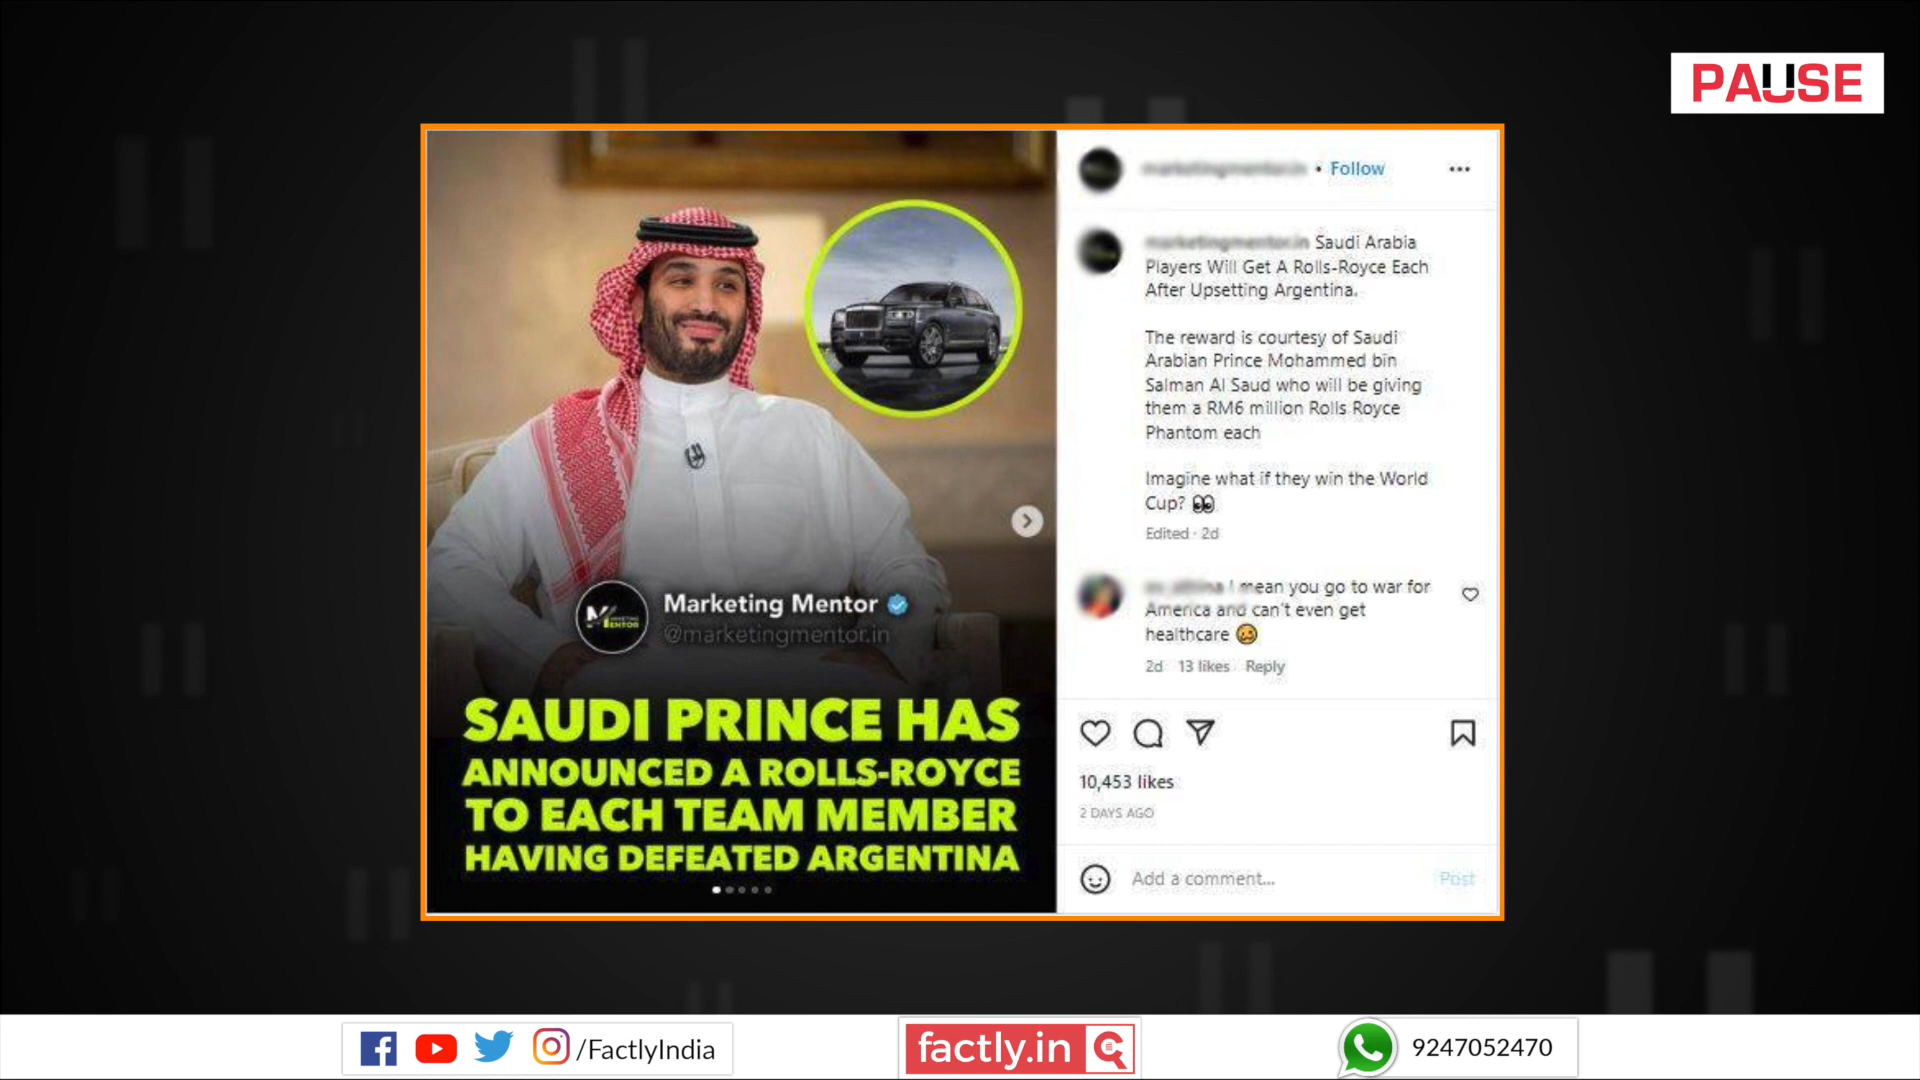 PAUSE
• Follow
Saudi Arabia
Players Will Get A Rolls-Royce Each
After Upsetting Argentina.
The reward is courtesy of Saudi
Arabian Prince Mohammed bin
Salman Al Saud who will be giving
them a RM6 million Rolls Royce
Phantom each
Imagine what if they win the World
Cup? 👀
Edited · 2d
I mean you go to war for
America and can't even get
healthcare 🥴
2d 13 likes Reply
Marketing Mentor
@marketingmentor.in
SAUDI PRINCE HAS
ANNOUNCED A ROLLS-ROYCE
TO EACH TEAM MEMBER
HAVING DEFEATED ARGENTINA
10,453 likes
2 DAYS AGO
Add a comment...
Post
/FactlyIndia
factly.in
9247052470